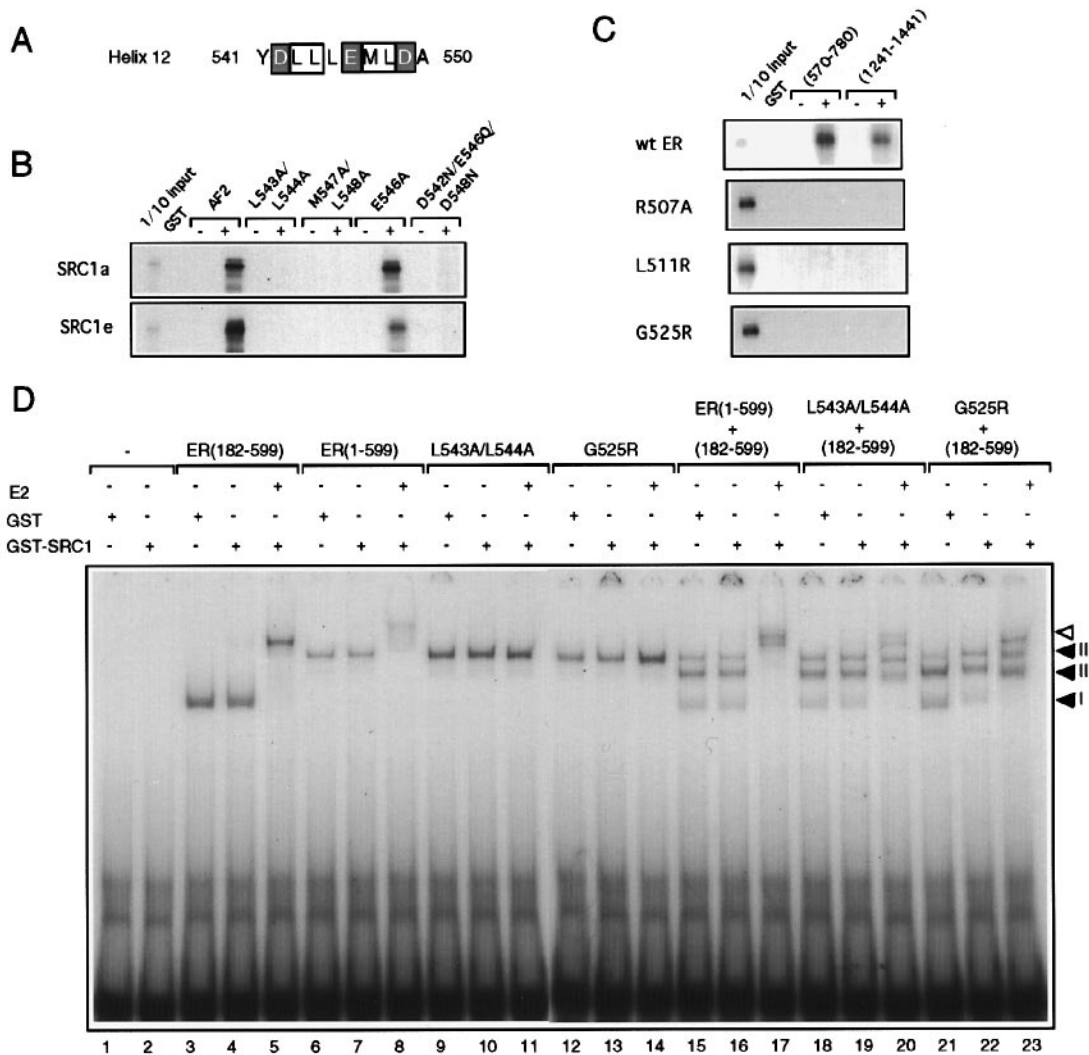 A
Helix 12 541 YDLLLEMLDA 550
B
1/10 input
GST
AF2
L543A/
L544A
M547A/
L548A
E546A
D542N/E546Q/
D548N
- + - + - + - + - +
SRC1a
SRC1e
C
1/10 input
GST
(570-780)
(1241-1441)
- + - +
wt ER
R507A
L511R
G525R
D
- ER(182-599) ER(1-599) L543A/L544A G525R ER(1-599) + (182-599) L543A/L544A + (182-599) G525R + (182-599)
E2 - - - - + - - + - - + - - + - - + - - + - - +
GST + - + - - + - - + - - + - - + - - + - - + - -
GST-SRC1 - + - + + - + + - + + - + + - + + - + + - + +
II
II
I
1 2 3 4 5 6 7 8 9 10 11 12 13 14 15 16 17 18 19 20 21 22 23